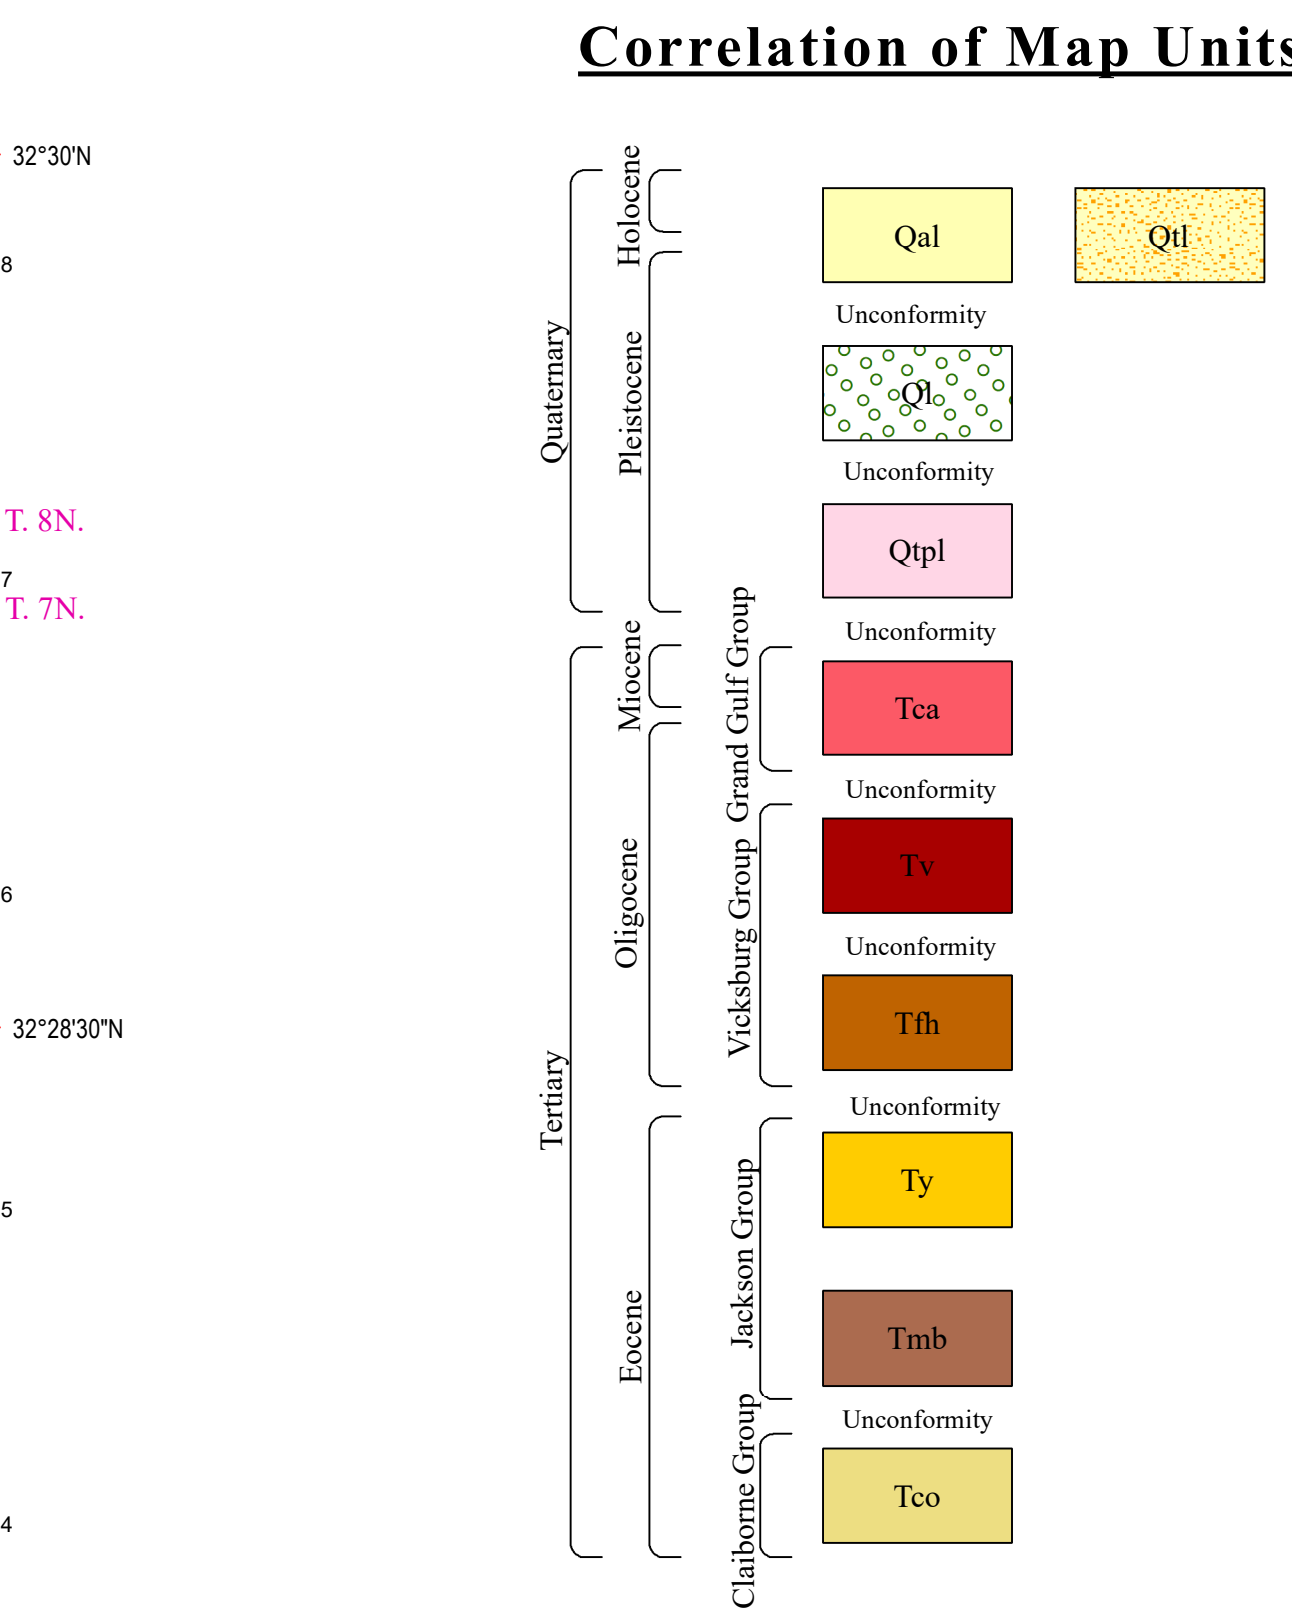 Correlation of Map Units
32°30'N
Holocene
Qal
Qtl
8
Unconformity
Quaternary
Pleistocene
Ql
Unconformity
T. 8N.
Qtpl
7
T. 7N.
Unconformity
Miocene
Grand Gulf Group
Tca
Unconformity
Oligocene
Vicksburg Group
Tv
6
Unconformity
32°28'30"N
Tfh
Tertiary
Unconformity
Ty
5
Jackson Group
Eocene
Tmb
Unconformity
Claiborne Group
Tco
4